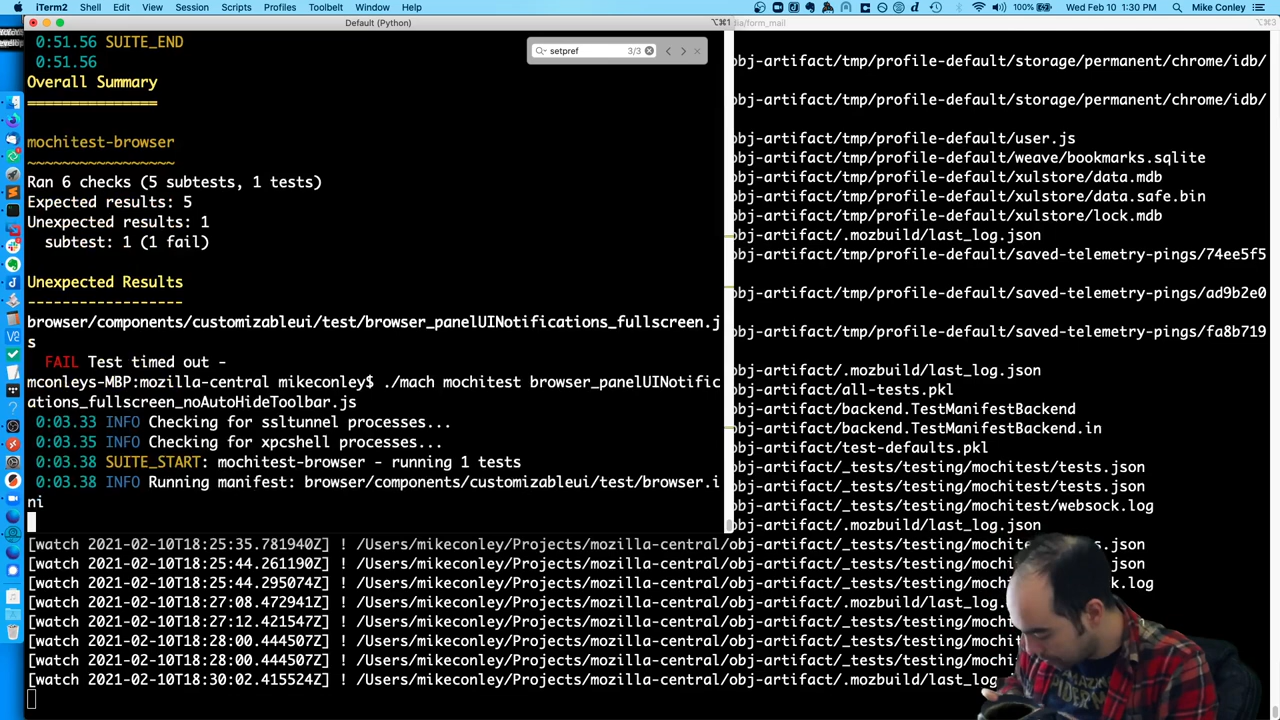 iTerm2 Shell Edit View Session Scripts Profiles Toolbelt Window Help 100% Wed Feb 10 1:30 PM Mike Conley
Default (Python) ⌥⌘1
dia/form_mail ⌥⌘3
setpref 3/3
0:51.56 SUITE_END
0:51.56
Overall Summary
===============
mochitest-browser
~~~~~~~~~~~~~~~~~
Ran 6 checks (5 subtests, 1 tests)
Expected results: 5
Unexpected results: 1
subtest: 1 (1 fail)
Unexpected Results
------------------
browser/components/customizableui/test/browser_panelUINotifications_fullscreen.j
s
FAIL Test timed out -
mconleys-MBP:mozilla-central mikeconley$ ./mach mochitest browser_panelUINotific
ations_fullscreen_noAutoHideToolbar.js
0:03.33 INFO Checking for ssltunnel processes...
0:03.35 INFO Checking for xpcshell processes...
0:03.38 SUITE_START: mochitest-browser - running 1 tests
0:03.38 INFO Running manifest: browser/components/customizableui/test/browser.i
ni
obj-artifact/tmp/profile-default/storage/permanent/chrome/idb/
obj-artifact/tmp/profile-default/storage/permanent/chrome/idb/
obj-artifact/tmp/profile-default/user.js
obj-artifact/tmp/profile-default/weave/bookmarks.sqlite
obj-artifact/tmp/profile-default/xulstore/data.mdb
obj-artifact/tmp/profile-default/xulstore/data.safe.bin
obj-artifact/tmp/profile-default/xulstore/lock.mdb
obj-artifact/.mozbuild/last_log.json
obj-artifact/tmp/profile-default/saved-telemetry-pings/74ee5f5
obj-artifact/tmp/profile-default/saved-telemetry-pings/ad9b2e0
obj-artifact/tmp/profile-default/saved-telemetry-pings/fa8b719
obj-artifact/.mozbuild/last_log.json
obj-artifact/all-tests.pkl
obj-artifact/backend.TestManifestBackend
obj-artifact/backend.TestManifestBackend.in
obj-artifact/test-defaults.pkl
obj-artifact/_tests/testing/mochitest/tests.json
obj-artifact/_tests/testing/mochitest/tests.json
obj-artifact/_tests/testing/mochitest/websock.log
obj-artifact/.mozbuild/last_log.json
[watch 2021-02-10T18:25:35.781940Z] ! /Users/mikeconley/Projects/mozilla-central/obj-artifact/_tests/testing/mochitest/tests.json
[watch 2021-02-10T18:25:44.261190Z] ! /Users/mikeconley/Projects/mozilla-central/obj-artifact/_tests/testing/mochi json
[watch 2021-02-10T18:25:44.295074Z] ! /Users/mikeconley/Projects/mozilla-central/obj-artifact/_tests/testing/moch k.log
[watch 2021-02-10T18:27:08.472941Z] ! /Users/mikeconley/Projects/mozilla-central/obj-artifact/.mozbuild/last_log.
[watch 2021-02-10T18:27:12.421547Z] ! /Users/mikeconley/Projects/mozilla-central/obj-artifact/_tests/testing/moch n
[watch 2021-02-10T18:28:00.444507Z] ! /Users/mikeconley/Projects/mozilla-central/obj-artifact/_tests/testing/mochit
[watch 2021-02-10T18:28:00.444507Z] ! /Users/mikeconley/Projects/mozilla-central/obj-artifact/_tests/testing/moch
[watch 2021-02-10T18:30:02.415524Z] ! /Users/mikeconley/Projects/mozilla-central/obj-artifact/.mozbuild/last_log
AMAZ
PIDERM